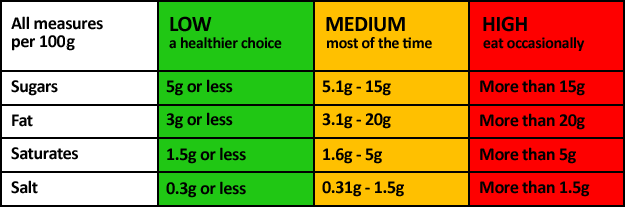 All measures
per 100g
LOW
a healthier choice
MEDIUM
most of the time
HIGH
eat occasionally
Sugars
5g or less
5.1g - 15g
More than 15g
Fat
3g or less
3.1g - 20g
More than 20g
Saturates
1.5g or less
1.6g - 5g
More than 5g
Salt
0.3g or less
0.31g - 1.5g
More than 1.5g